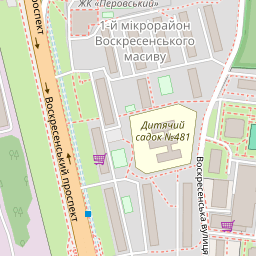 ЖК «Перовський»
1-й мікрорайон
Воскресенського
масиву
проспект
Воскресенський проспект
Дитячий
садок №481
Воскресенська вулиця